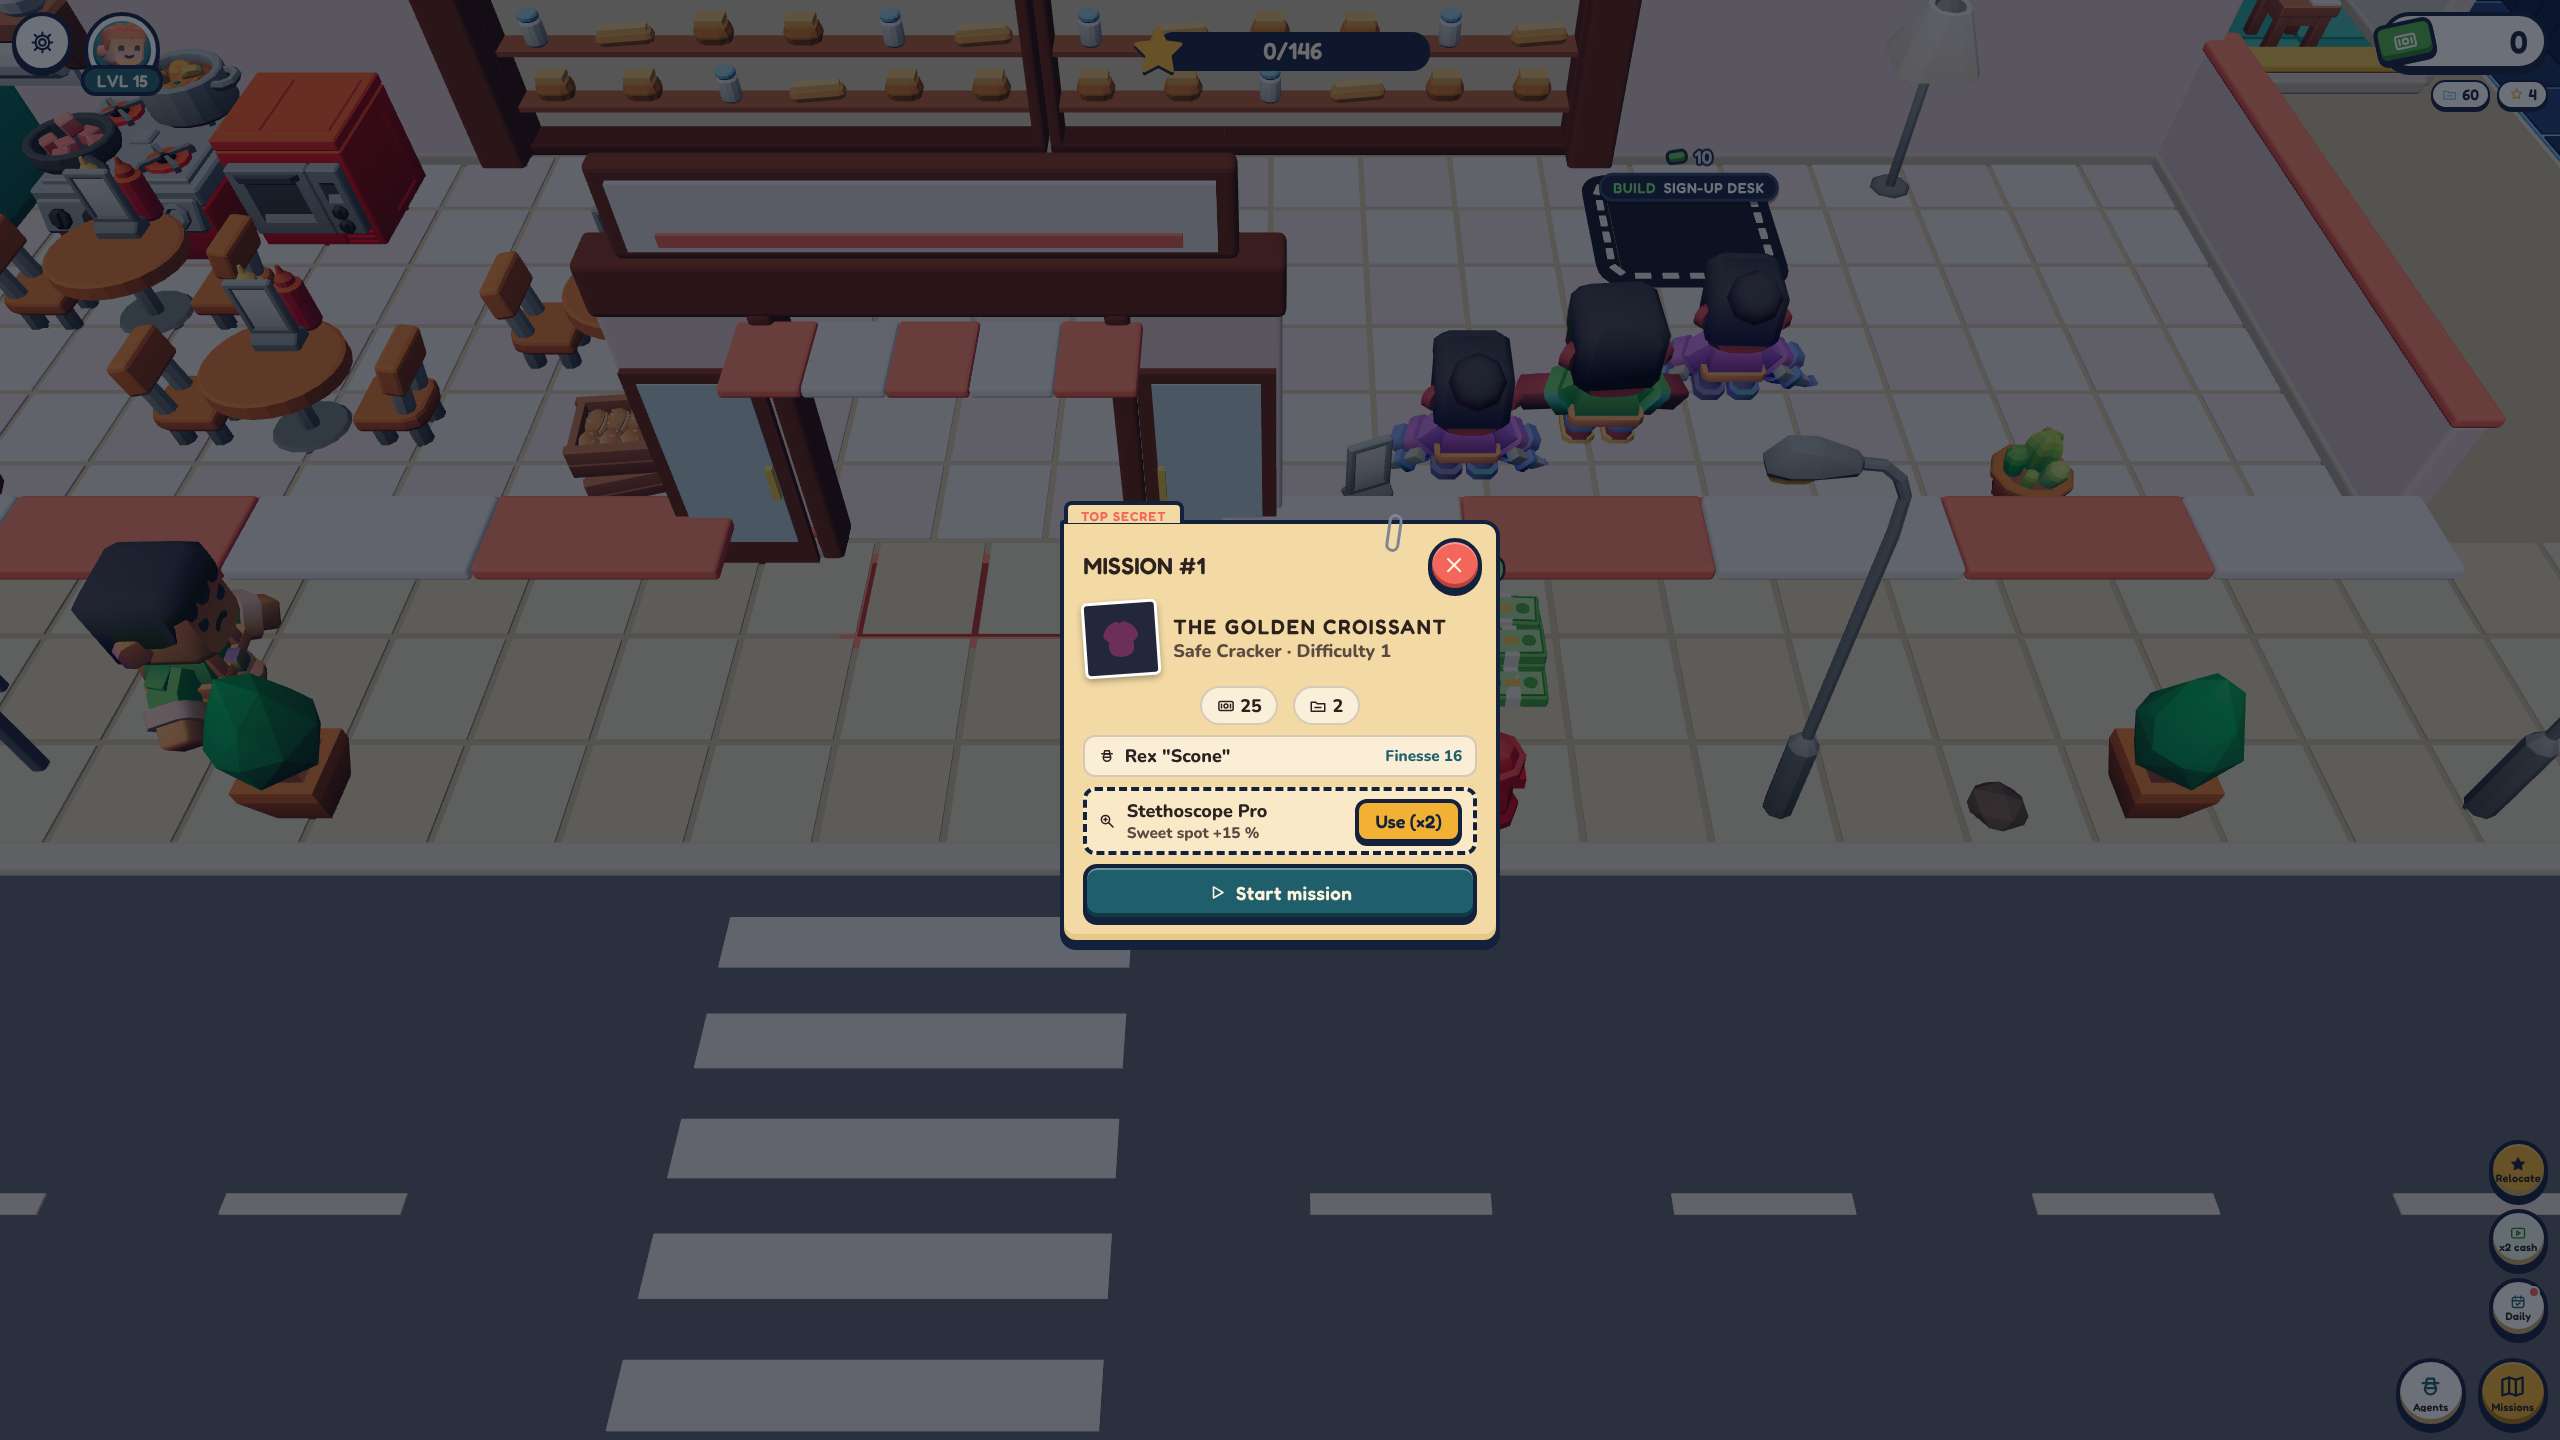 LVL 15
0/146
0
60
4
10
BUILD SIGN-UP DESK
TOP SECRET
MISSION #1
THE GOLDEN CROISSANT
Safe Cracker · Difficulty 1
25
2
Rex "Scone"
Finesse 16
Stethoscope Pro
Sweet spot +15 %
Use (x2)
Start mission
Relocate
x2 cash
Daily
Agents
Missions